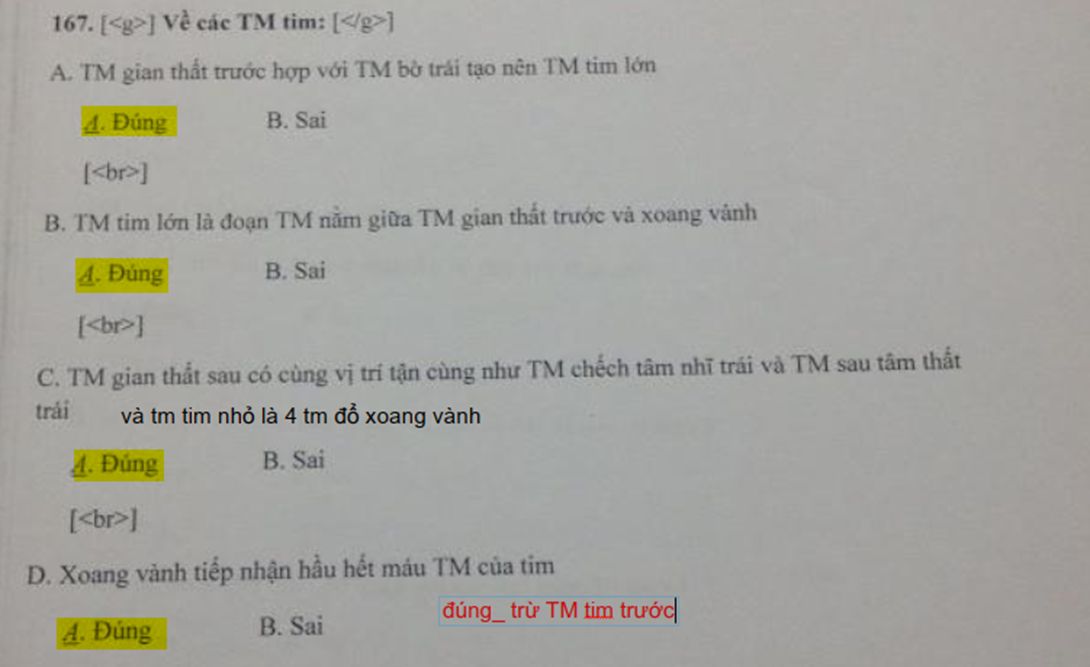 167. [<g>] Về các TM tim: [</g>]
A. TM gian thất trước hợp với TM bờ trái tạo nên TM tim lớn
A. Đúng B. Sai
[<br>]
B. TM tim lớn là đoạn TM nằm giữa TM gian thất trước và xoang vành
A. Đúng B. Sai
[<br>]
C. TM gian thất sau có cùng vị trí tận cùng như TM chếch tâm nhĩ trái và TM sau tâm thất
trái và tm tim nhỏ là 4 tm đổ xoang vành
A. Đúng B. Sai
[<br>]
D. Xoang vành tiếp nhận hầu hết máu TM của tim
đúng_ trừ TM tim trước
A. Đúng B. Sai